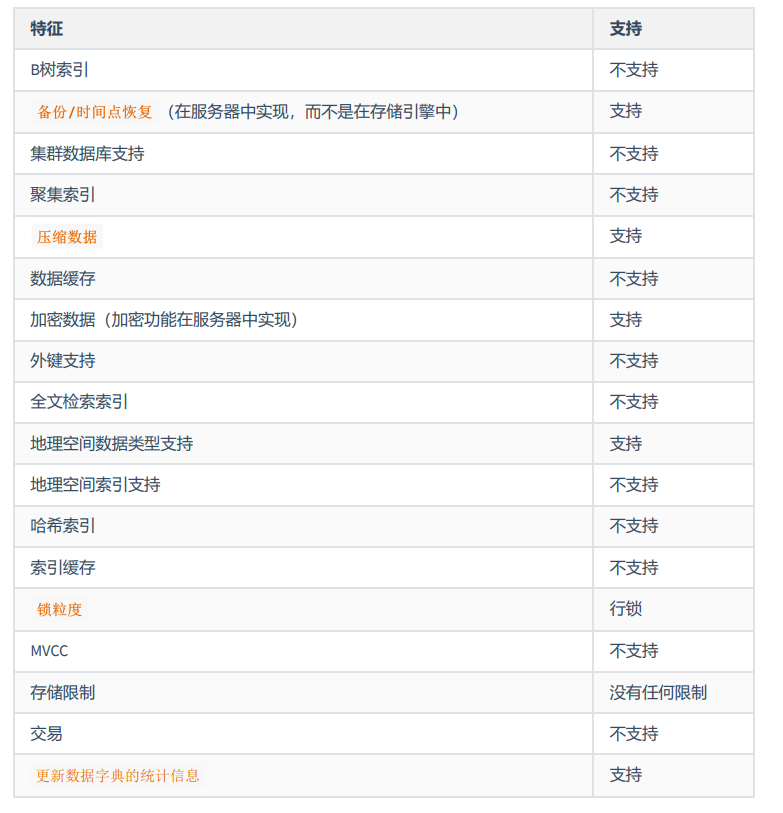 特征 支持
B树索引 不支持
备份/时间点恢复 （在服务器中实现，而不是在存储引擎中） 支持
集群数据库支持 不支持
聚集索引 不支持
压缩数据 支持
数据缓存 不支持
加密数据（加密功能在服务器中实现） 支持
外键支持 不支持
全文检索索引 不支持
地理空间数据类型支持 支持
地理空间索引支持 不支持
哈希索引 不支持
索引缓存 不支持
锁粒度 行锁
MVCC 不支持
存储限制 没有任何限制
交易 不支持
更新数据字典的统计信息 支持